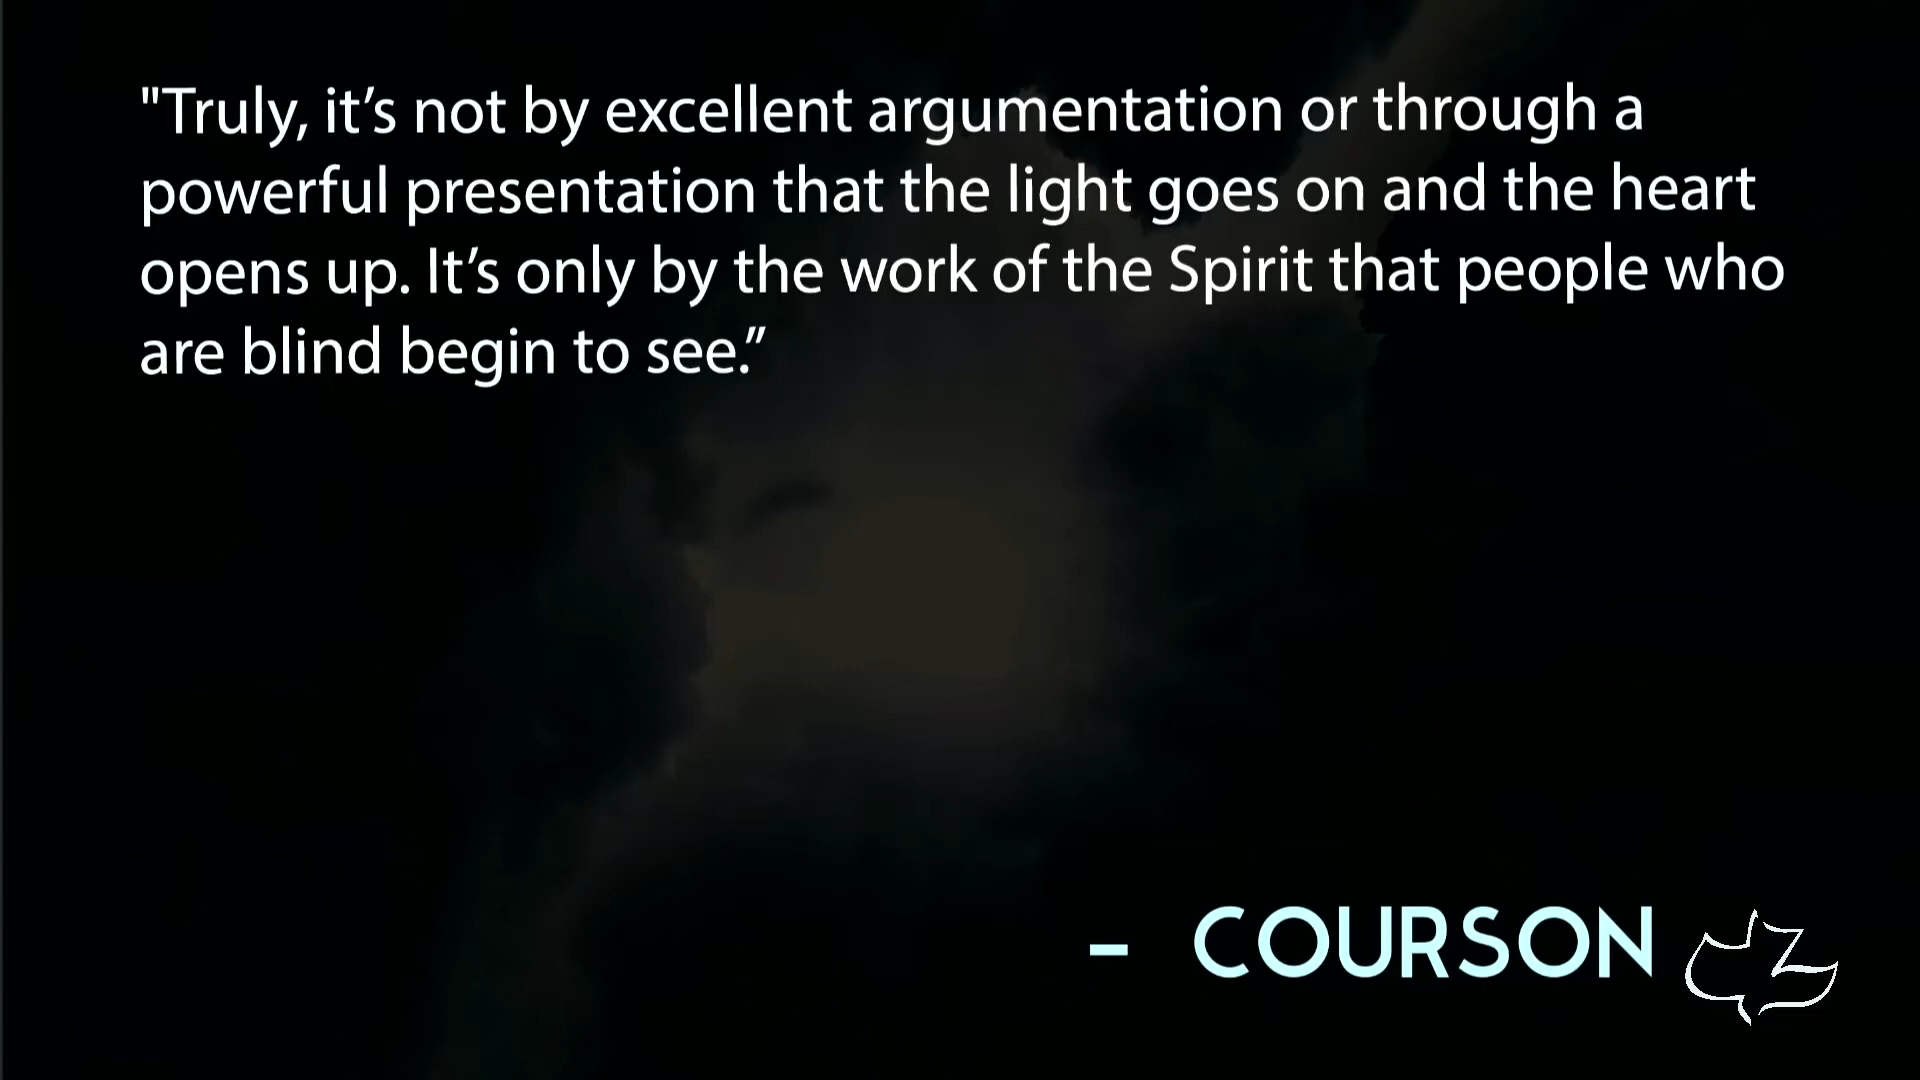 "Truly, it’s not by excellent argumentation or through a
powerful presentation that the light goes on and the heart
opens up. It’s only by the work of the Spirit that people who
are blind begin to see.”
- COURSON